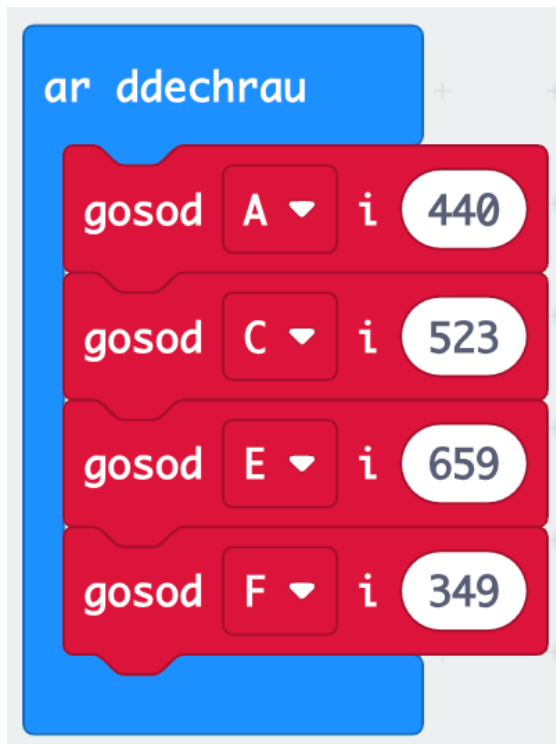 ar ddechrau
gosod A i 440
gosod C i 523
gosod E i 659
gosod F i 349